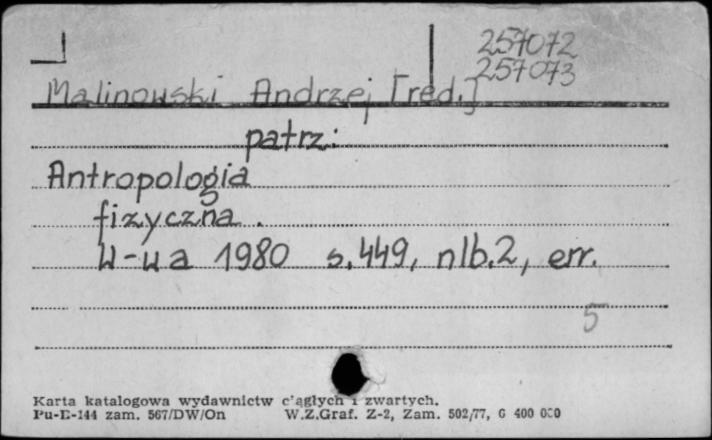 257072
257073
Malinowski Andrzej [red.]
patrz:
Antropologia
fizyczna.
W-wa 1980 s.449, nlb.2, err.
5
Karta katalogowa wydawnictw c'ągłych i zwartych.
Pu-E-144 zam. 567/DW/On W.Z.Graf. Z-2, Zam. 502/77, G 400 000